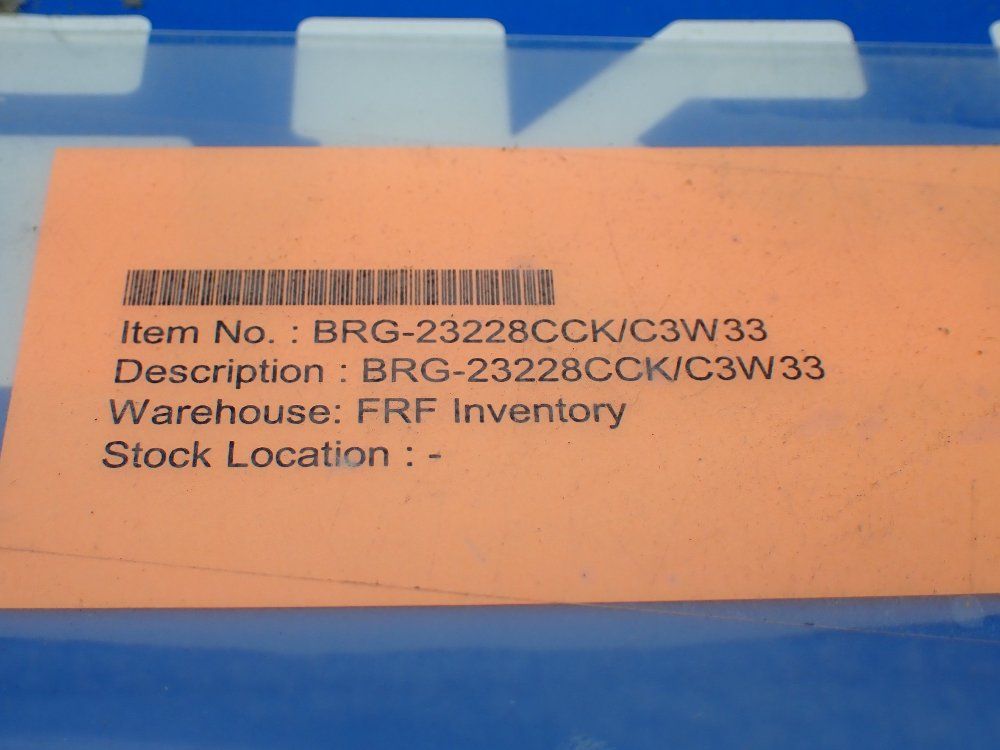 Item No. : BRG-23228CCK/C3W33
Description : BRG-23228CCK/C3W33
Warehouse: FRF Inventory
Stock Location : -